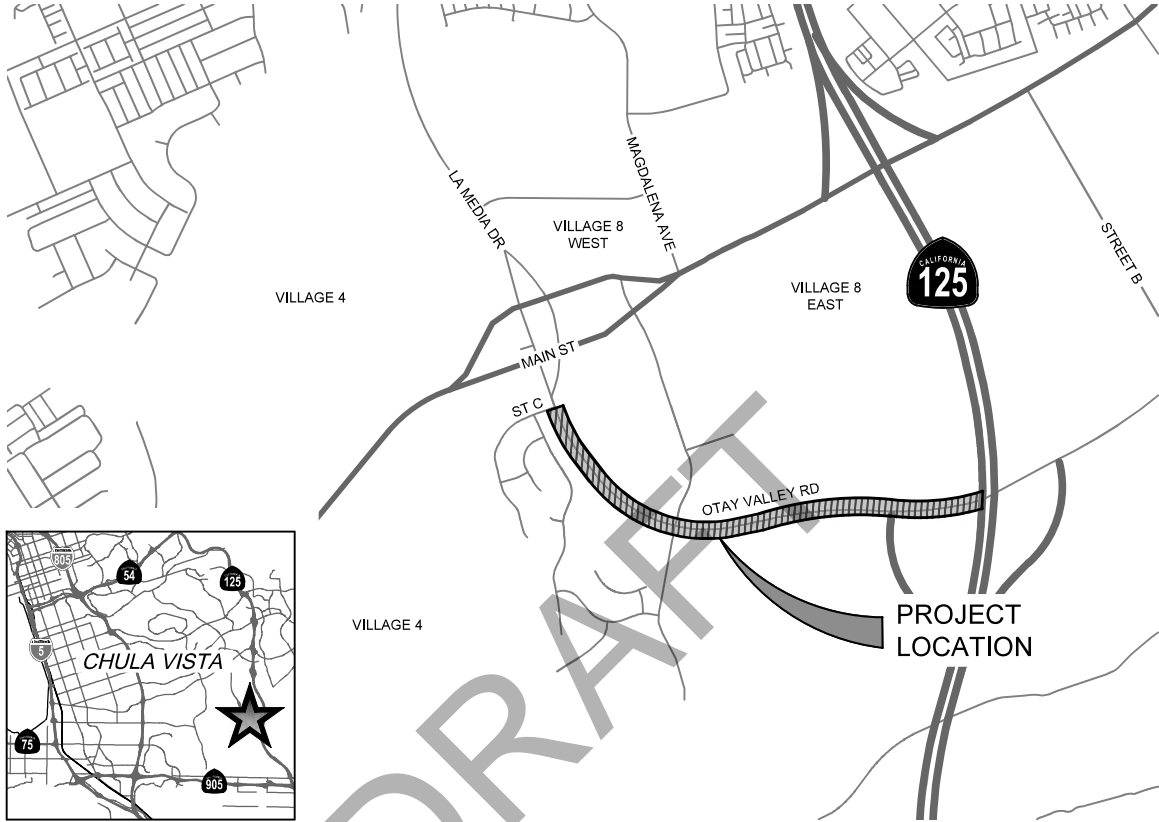 LA MEDIA DR
MAGDALENA AVE
VILLAGE 8
WEST
STREET B
CALIFORNIA
125
VILLAGE 4
VILLAGE 8
EAST
MAIN ST
ST C
OTAY VALLEY RD
DRAFT
PROJECT
LOCATION
VILLAGE 4
805
54
125
5
CHULA VISTA
75
905